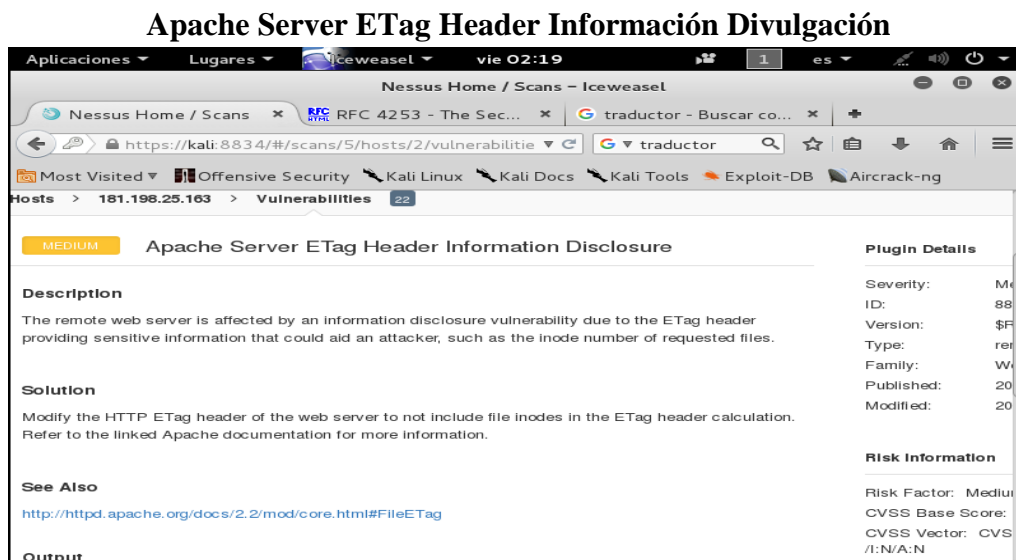 Apache Server ETag Header Información Divulgación
Aplicaciones Lugares Iceweasel vie 02:19 1 es
Nessus Home / Scans – Iceweasel
Nessus Home / Scans × RFC HTML RFC 4253 - The Sec... × G traductor - Buscar co... ×
https://kali:8834/#/scans/5/hosts/2/vulnerabilitie G traductor
Most Visited Offensive Security Kali Linux Kali Docs Kali Tools Exploit-DB Aircrack-ng
Hosts > 181.198.25.163 > Vulnerabilities 22
MEDIUM Apache Server ETag Header Information Disclosure
Description
The remote web server is affected by an information disclosure vulnerability due to the ETag header
providing sensitive information that could aid an attacker, such as the inode number of requested files.
Solution
Modify the HTTP ETag header of the web server to not include file inodes in the ETag header calculation.
Refer to the linked Apache documentation for more information.
See Also
http://httpd.apache.org/docs/2.2/mod/core.html#FileETag
Output
Plugin Details
Severity:
ID: 88
Version: $R
Type:
Family:
Published: 20
Modified: 20
Risk Information
Risk Factor:
CVSS Base Score:
CVSS Vector: CVS
/I:N/A:N